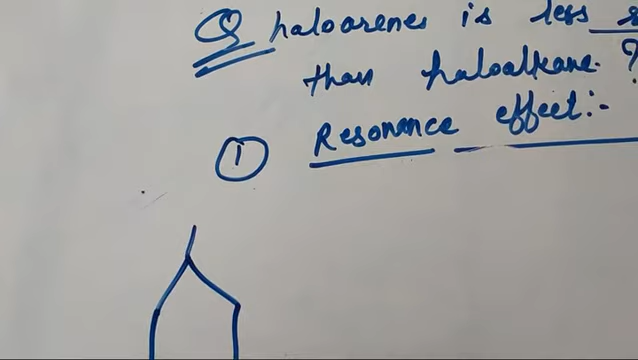 Q haloarenes is less
than haloalkane. ?
① Resonance effect:-